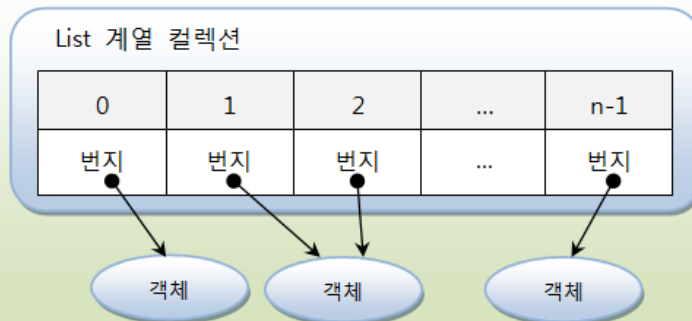 List 계열 컬렉션
0 1 2 ... n-1
번지 번지 번지 ... 번지
객체 객체 객체